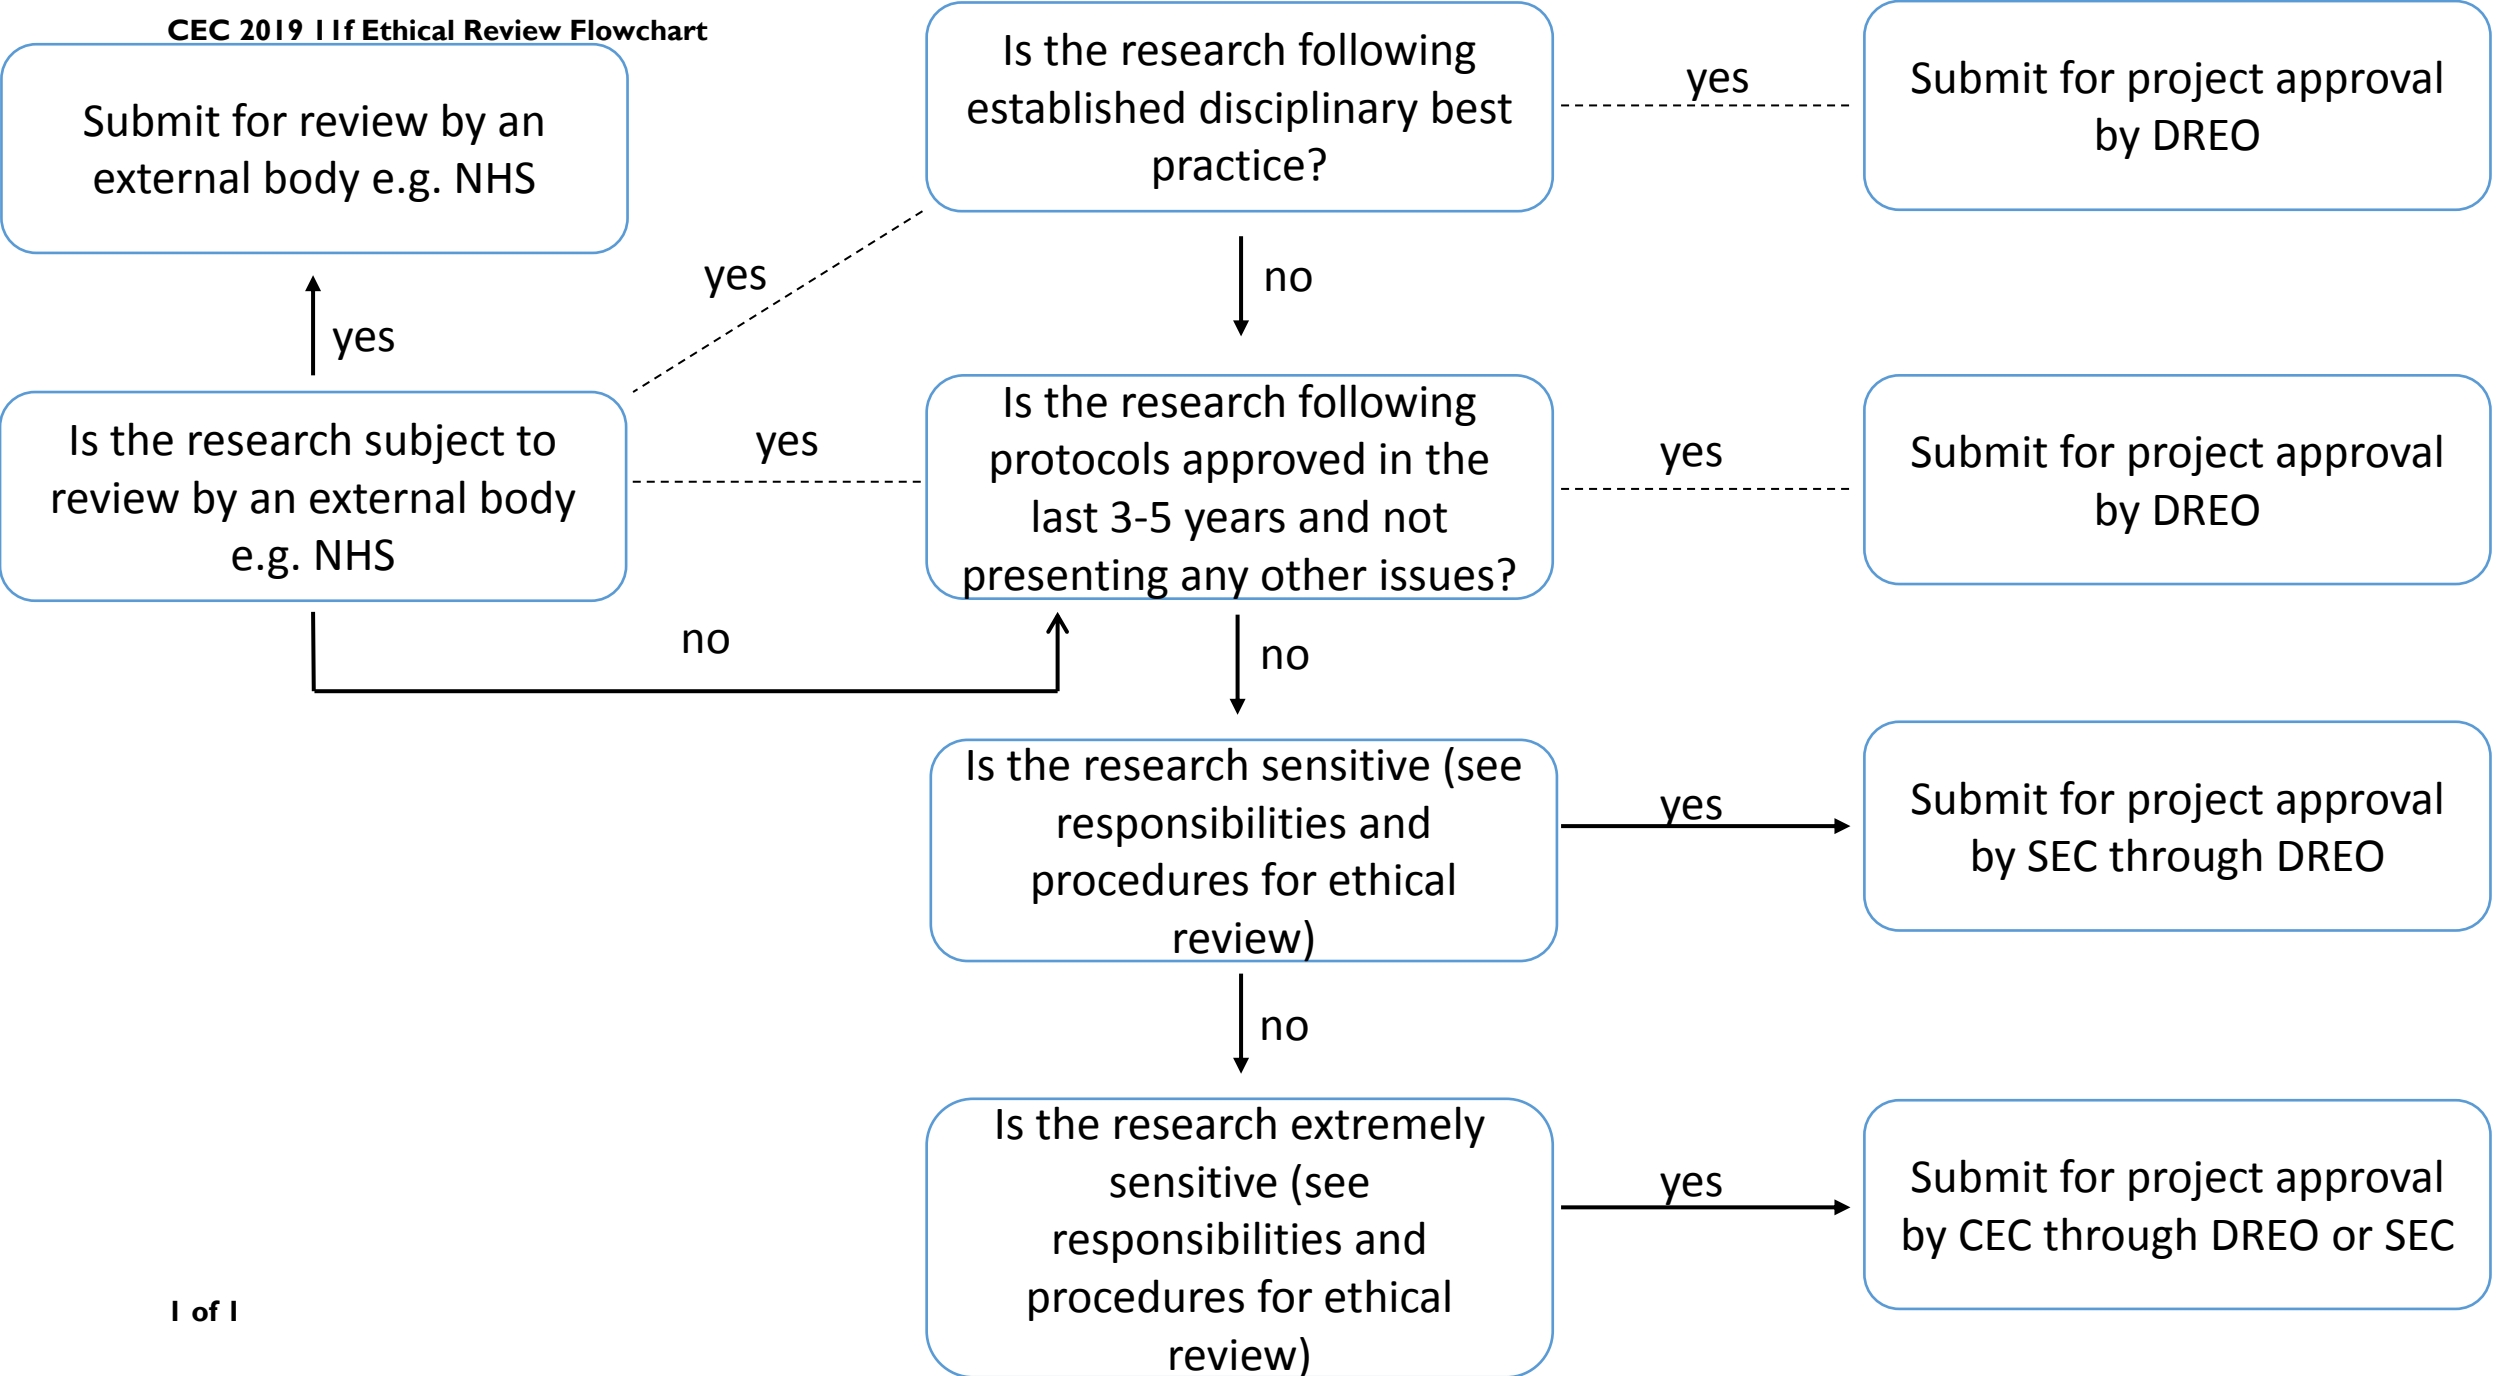 CEC 2019 11f Ethical Review Flowchart
Submit for review by an
external body e.g. NHS
Is the research following
established disciplinary best
practice?
yes
Submit for project approval
by DREO
yes
yes
no
Is the research subject to
review by an external body
e.g. NHS
yes
Is the research following
protocols approved in the
last 3-5 years and not
presenting any other issues?
yes
Submit for project approval
by DREO
no
no
Is the research sensitive (see
responsibilities and
procedures for ethical
review)
yes
Submit for project approval
by SEC through DREO
no
Is the research extremely
sensitive (see
responsibilities and
procedures for ethical
review)
yes
Submit for project approval
by CEC through DREO or SEC
1 of 1